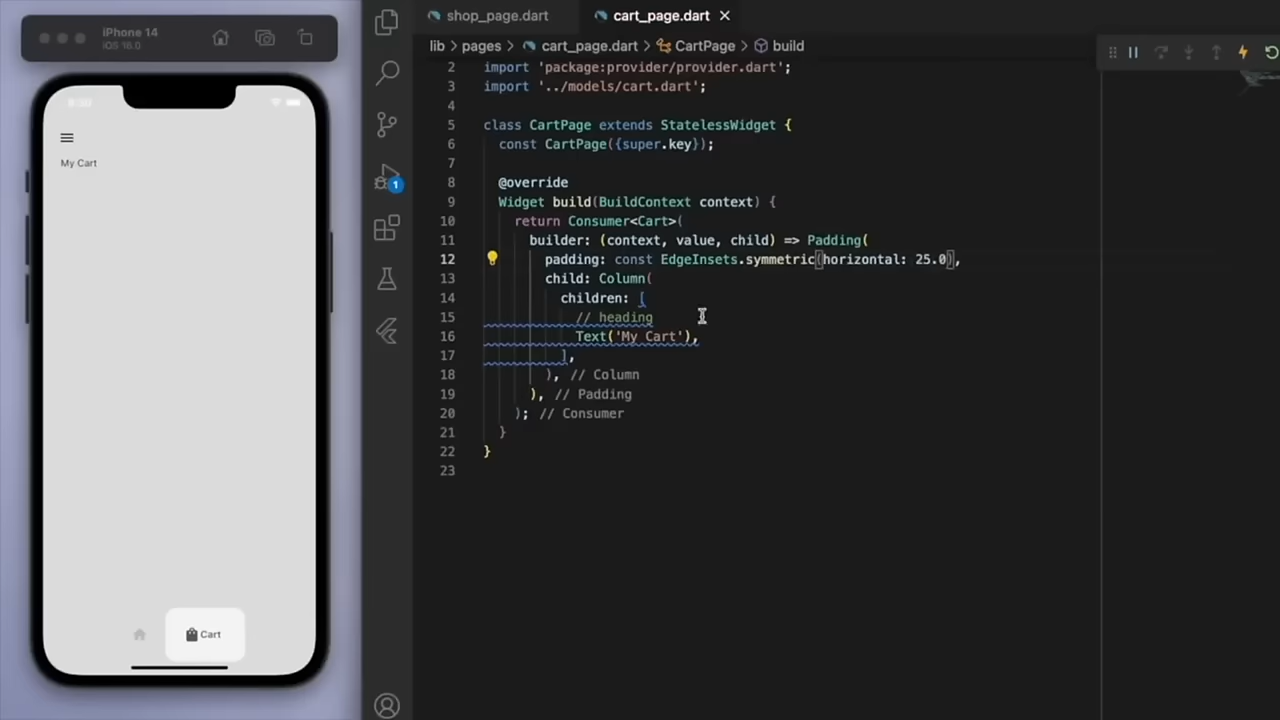 iPhone 14
iOS 16.0
My Cart
Cart
1
shop_page.dart
cart_page.dart
lib > pages > cart_page.dart > CartPage > build
2 import 'package:provider/provider.dart';
3 import '../models/cart.dart';
4
5 class CartPage extends StatelessWidget {
6 const CartPage({super.key});
7
8 @override
9 Widget build(BuildContext context) {
10 return Consumer<Cart>(
11 builder: (context, value, child) => Padding(
12 padding: const EdgeInsets.symmetric(horizontal: 25.0),
13 child: Column(
14 children: [
15 // heading
16 Text('My Cart'),
17 ],
18 ), // Column
19 ), // Padding
20 ); // Consumer
21 }
22 }
23